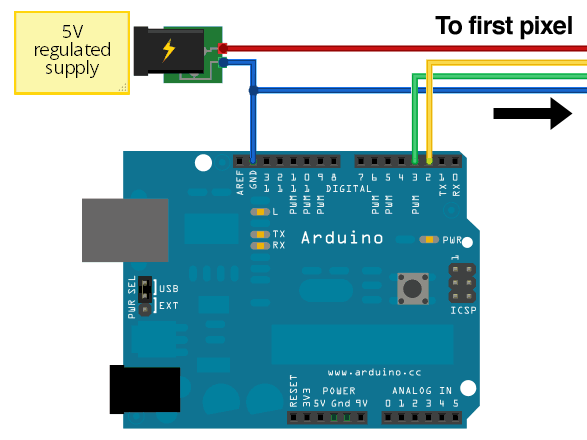 To first pixel
5V
regulated
supply
AREF
GND
13
12
PWM 11
PWM 10
PWM 9
8
DIGITAL
7
PWM 6
PWM 5
4
PWM 3
2
TX 1
RX 0
L
TX
RX
Arduino
PWR
1
ICSP
PWR SEL
USB
EXT
www.arduino.cc
POWER
RESET
3V3
5V
Gnd
9V
ANALOG IN
0 1 2 3 4 5